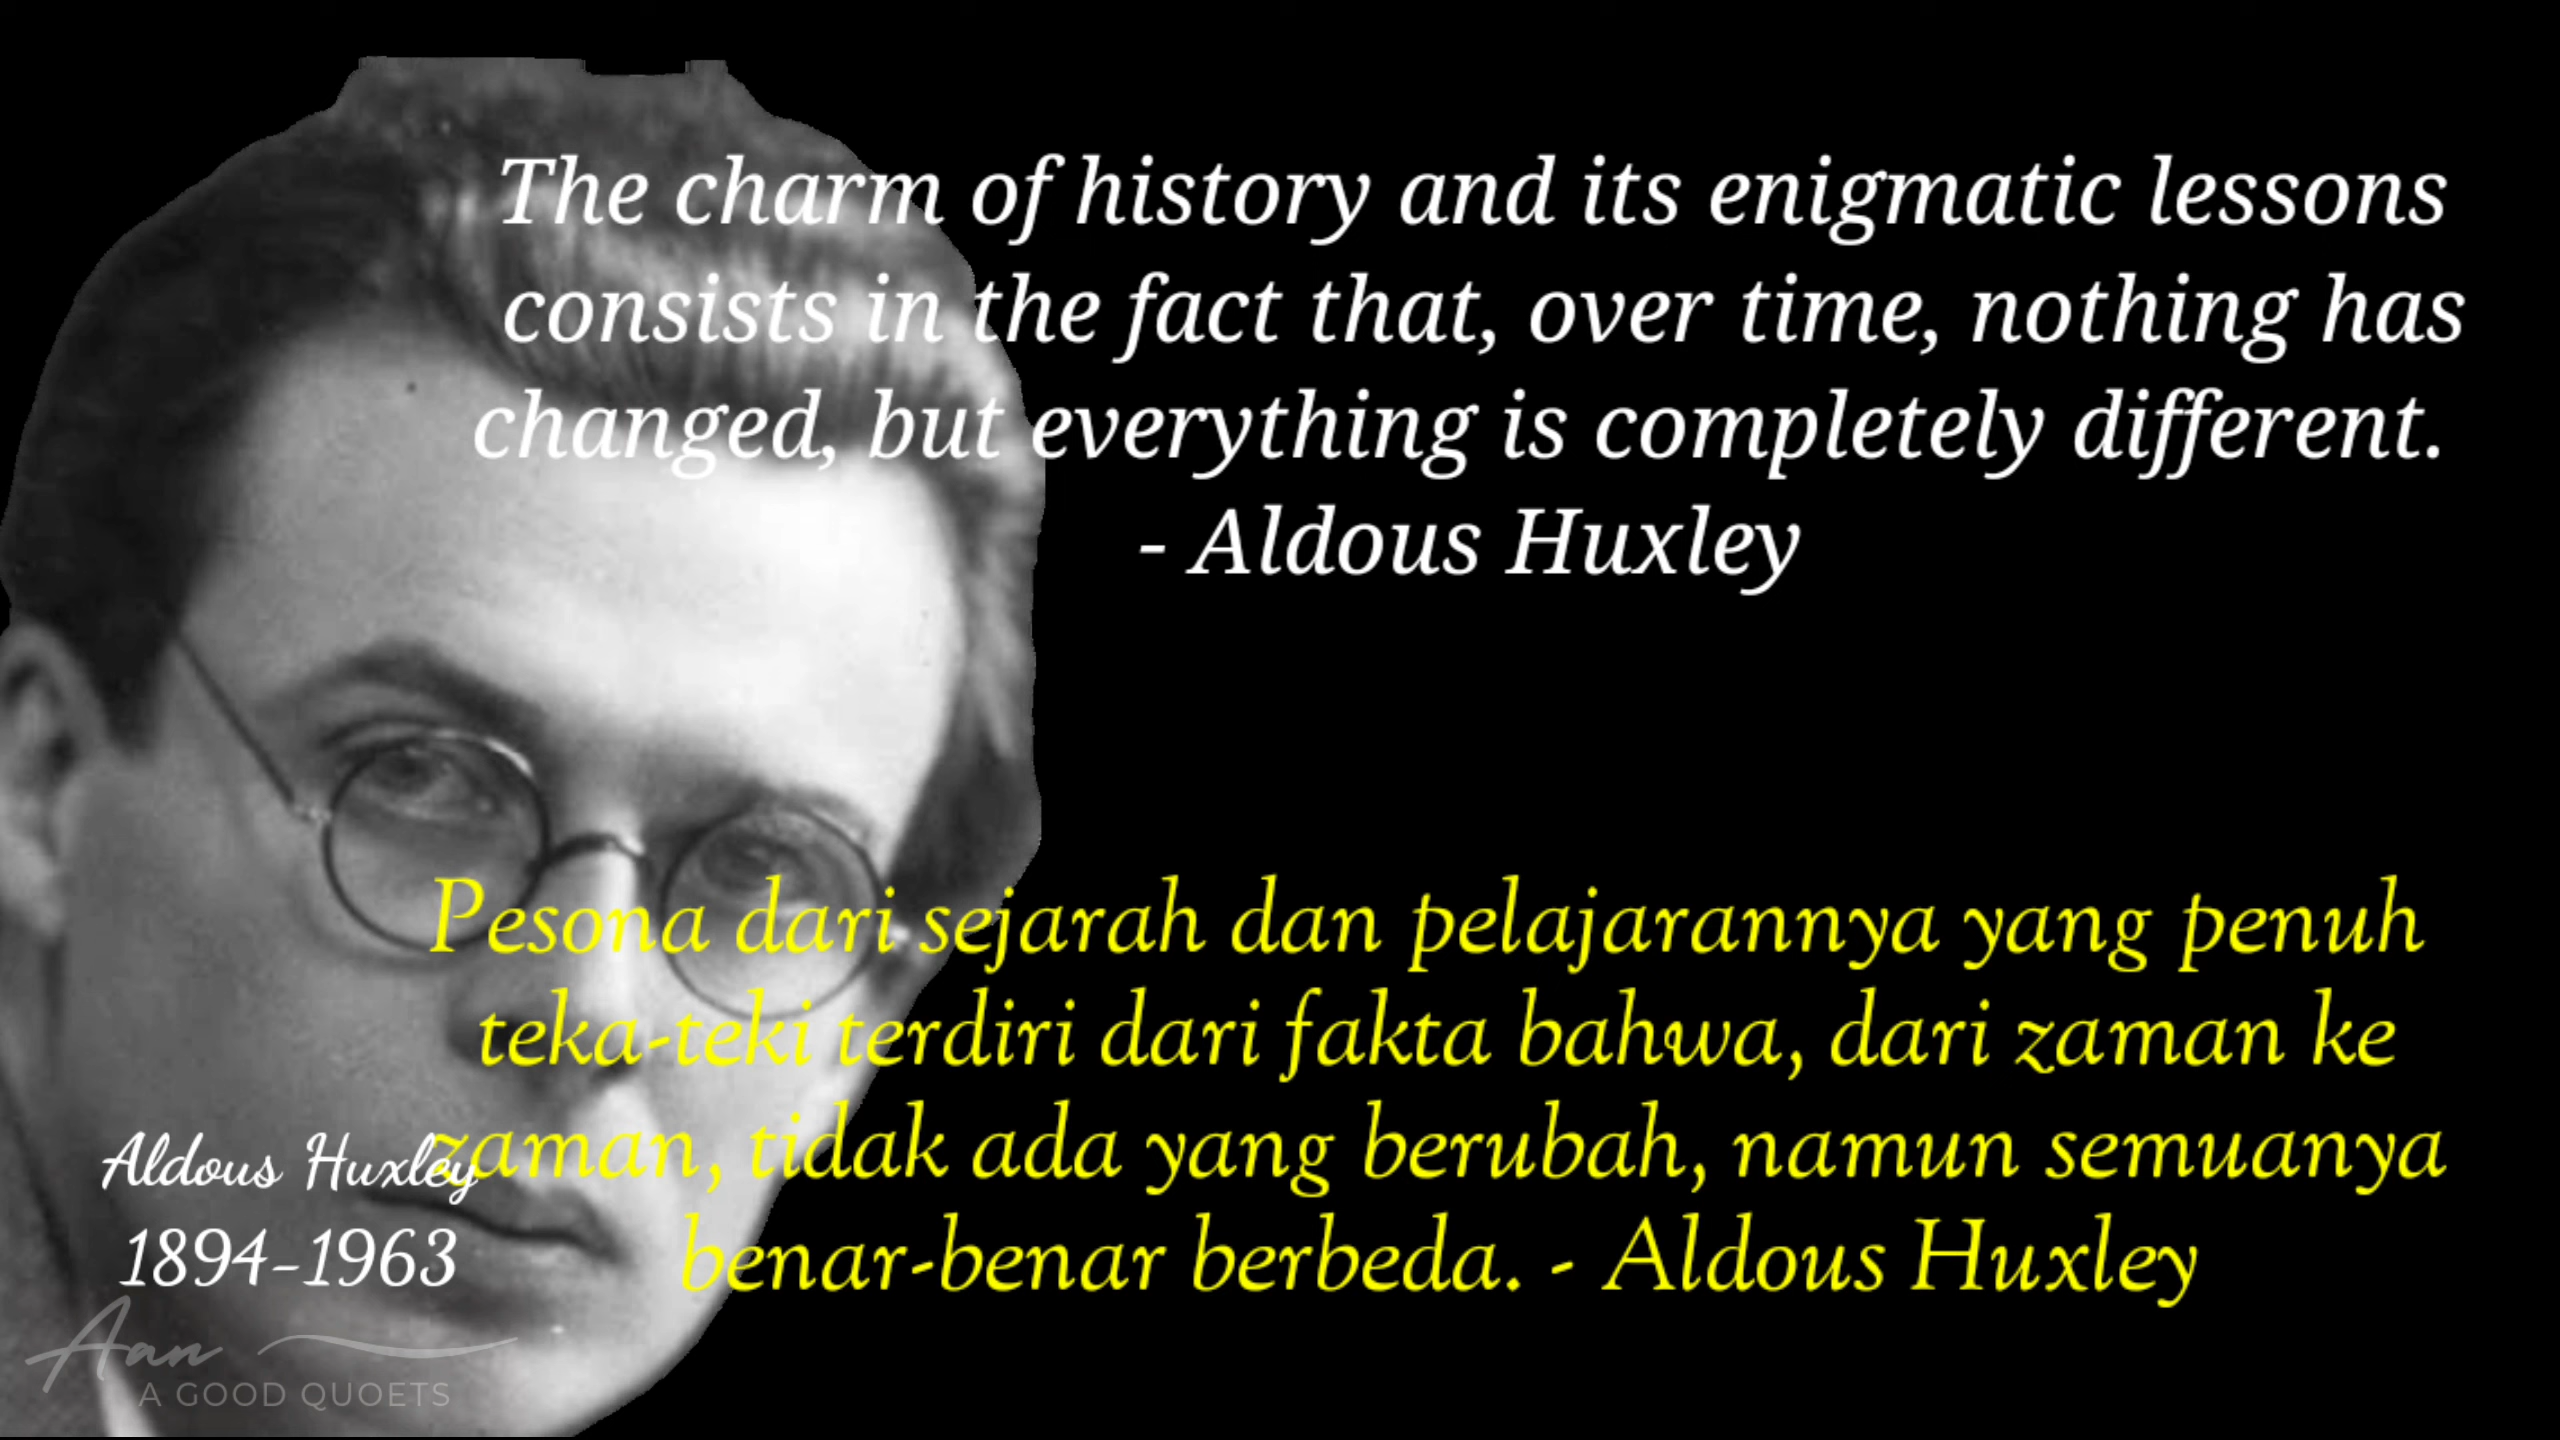 The charm of history and its enigmatic lessons
consists in the fact that, over time, nothing has
changed, but everything is completely different.
- Aldous Huxley
Pesona dari sejarah dan pelajarannya yang penuh
teka-teki terdiri dari fakta bahwa, dari zaman ke
zaman, tidak ada yang berubah, namun semuanya
benar-benar berbeda. - Aldous Huxley
Aldous Huxley
1894-1963
Aan
A GOOD QUOETS